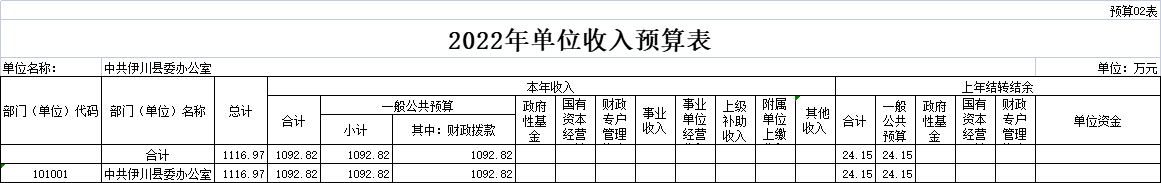 预算02表
2022年单位收入预算表
单位名称： 中共伊川县委办公室 单位：万元
部门（单位）代码 部门（单位）名称 总计 本年收入 上年结转结余
合计 一般公共预算 政府性基金 国有资本经营 财政专户管理 事业收入 事业单位经营 上级补助收入 附属单位上缴 其他收入 合计 一般公共预算 政府性基金 国有资本经营 财政专户管理 单位资金
小计 其中：财政拨款
合计 1116.97 1092.82 1092.82 1092.82 24.15 24.15
101001 中共伊川县委办公室 1116.97 1092.82 1092.82 1092.82 24.15 24.15